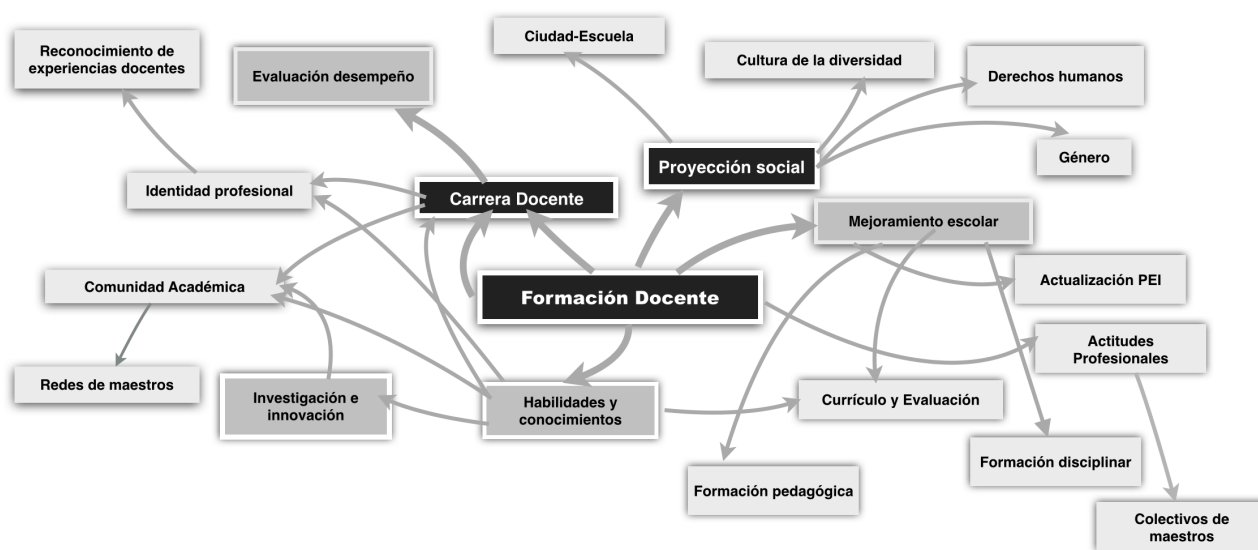 Ciudad-Escuela
Reconocimiento de
experiencias docentes
Evaluación desempeño
Cultura de la diversidad
Derechos humanos
Género
Proyección social
Identidad profesional
Carrera Docente
Mejoramiento escolar
Comunidad Académica
Formación Docente
Actualización PEI
Actitudes
Profesionales
Redes de maestros
Investigación e
innovación
Habilidades y
conocimientos
Currículo y Evaluación
Formación disciplinar
Formación pedagógica
Colectivos de
maestros